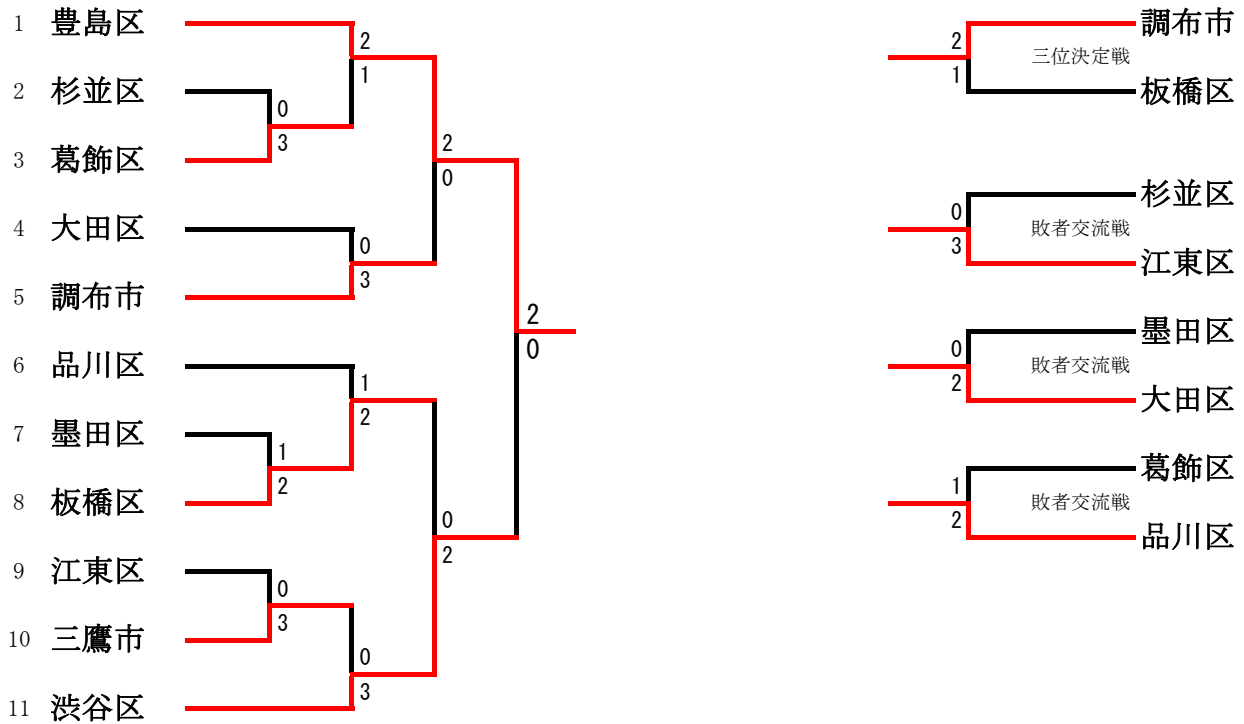 1 豊島区
2 杉並区
3 葛飾区
4 大田区
5 調布市
6 品川区
7 墨田区
8 板橋区
9 江東区
10 三鷹市
11 渋谷区
2
1
0
3
0
3
2
0
1
2
1
2
0
3
0
3
0
2
2
0
調布市
2
1
三位決定戦
板橋区
杉並区
0
3
敗者交流戦
江東区
墨田区
0
2
敗者交流戦
大田区
葛飾区
1
2
敗者交流戦
品川区